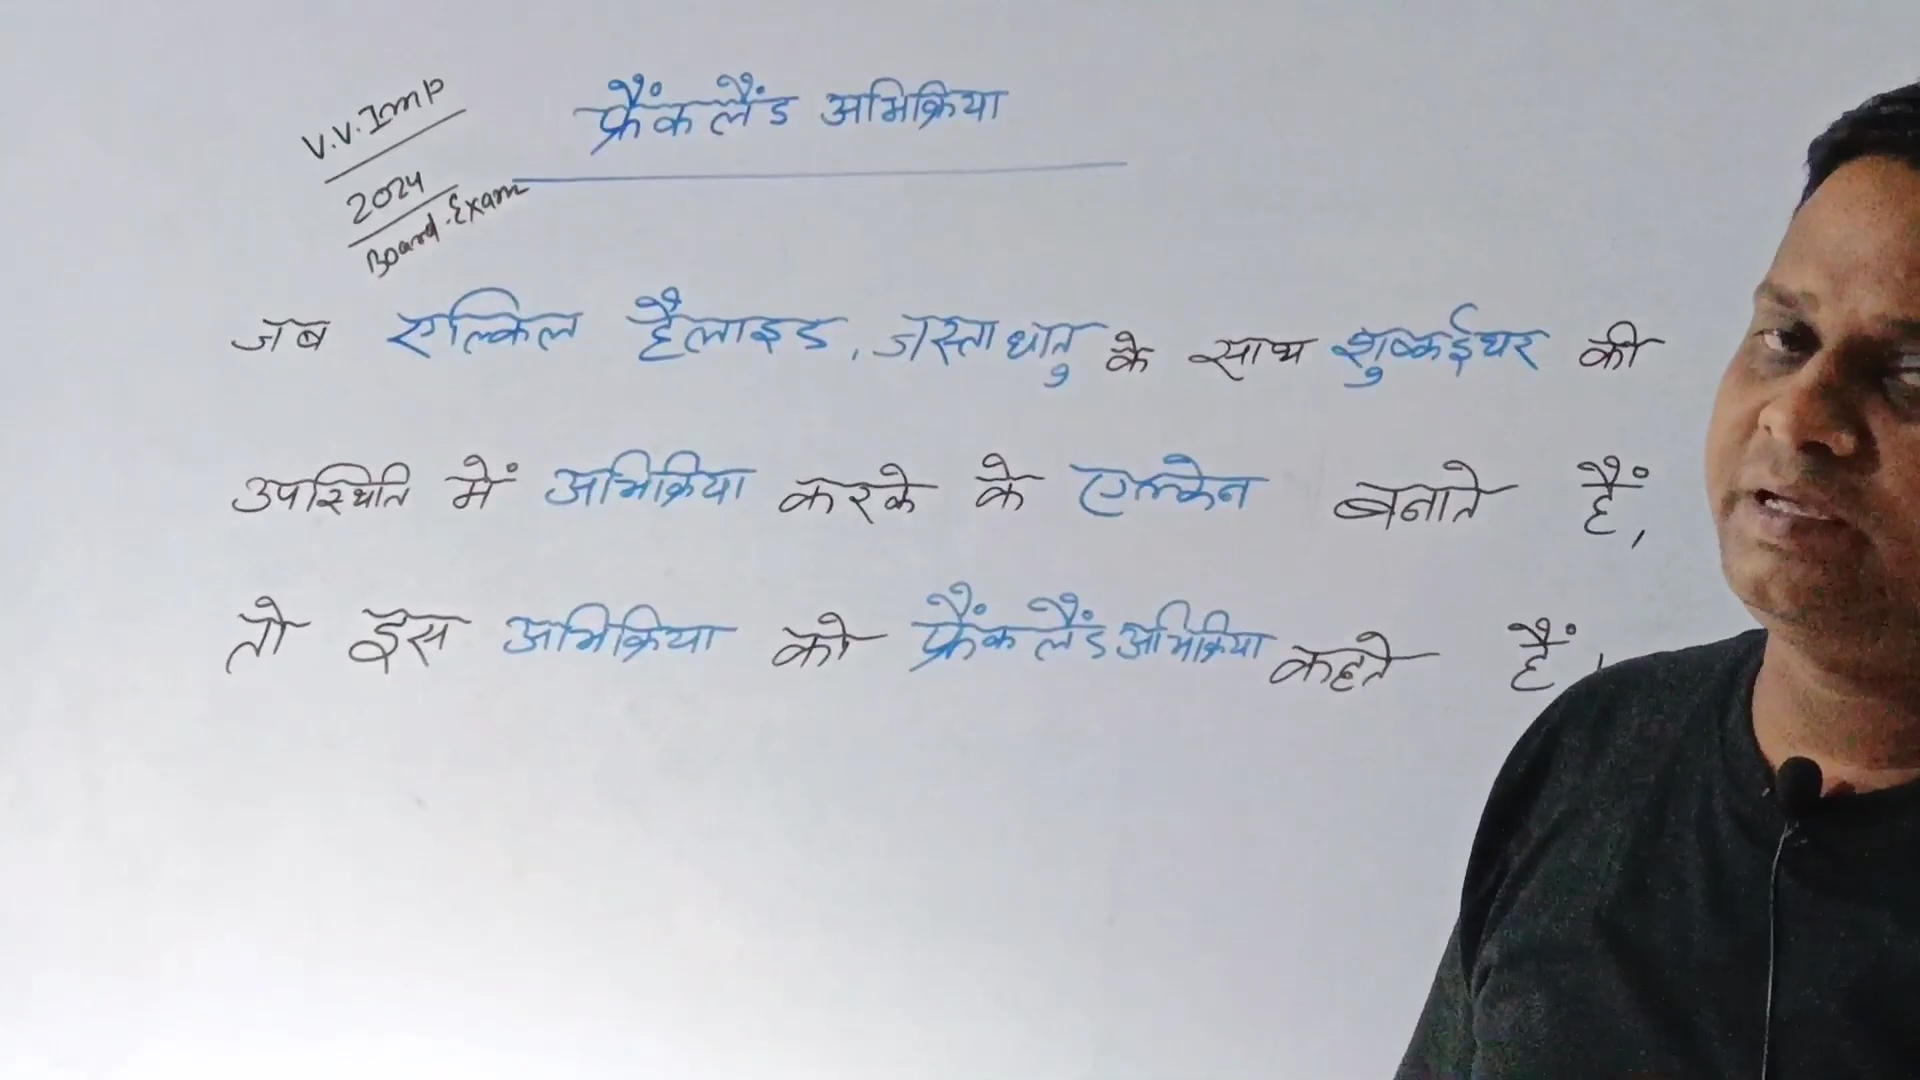 V.V.Imp
2024
Board.Exam
फ्रैंकलैंड अभिक्रिया
जब एल्किल हैलाइड, जस्ता धातु के साथ शुष्क ईथर की
उपस्थिति में अभिक्रिया करके के एल्केन बनाते हैं,
तो इस अभिक्रिया को फ्रैंकलैंड अभिक्रिया कहते हैं।